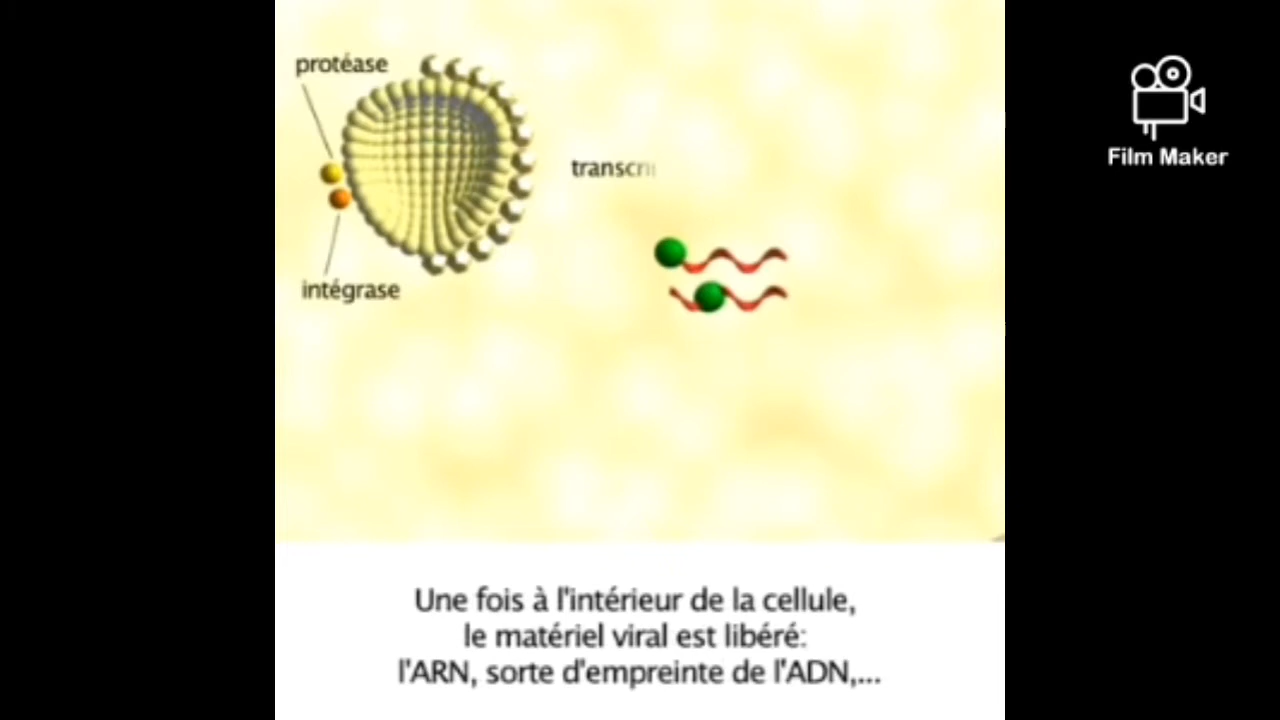 protéase
transcri
intégrase
Film Maker
Une fois à l'intérieur de la cellule,
le matériel viral est libéré:
l'ARN, sorte d'empreinte de l'ADN,...